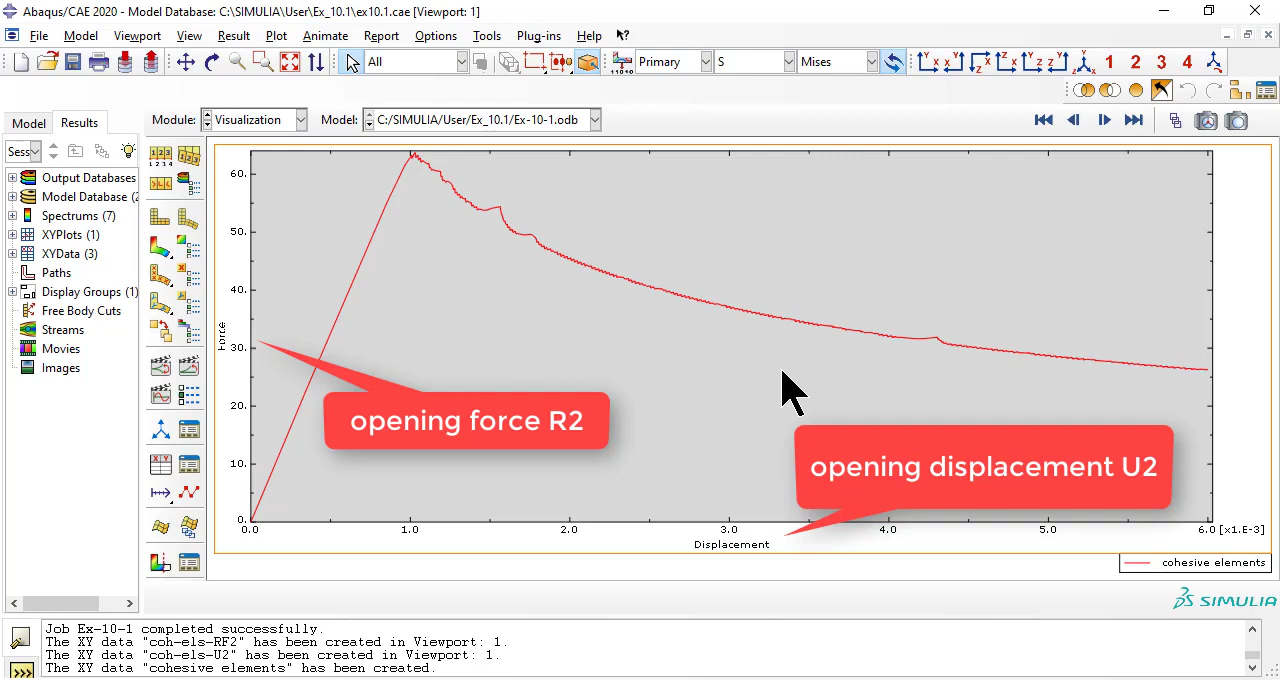 Abaqus/CAE 2020 - Model Database: C:\SIMULIA\User\Ex_10.1\ex10.1.cae [Viewport: 1]
File Model Viewport View Result Plot Animate Report Options Tools Plug-ins Help
All Primary S Mises 1 2 3 4
Model Results Module: Visualization Model: C:/SIMULIA/User/Ex_10.1/Ex-10-1.odb
Sess
Output Databases
Model Database (2
Spectrums (7)
XYPlots (1)
XYData (3)
Paths
Display Groups (1)
Free Body Cuts
Streams
Movies
Images
60.
50.
40.
30.
20.
10.
0.
Force
opening force R2
opening displacement U2
0.0 1.0 2.0 3.0 4.0 5.0 6.0 [x1.E-3]
Displacement
cohesive elements
SIMULIA
Job Ex-10-1 completed successfully.
The XY data "coh-els-RF2" has been created in Viewport: 1.
The XY data "coh-els-U2" has been created in Viewport: 1.
The XY data "cohesive elements" has been created.